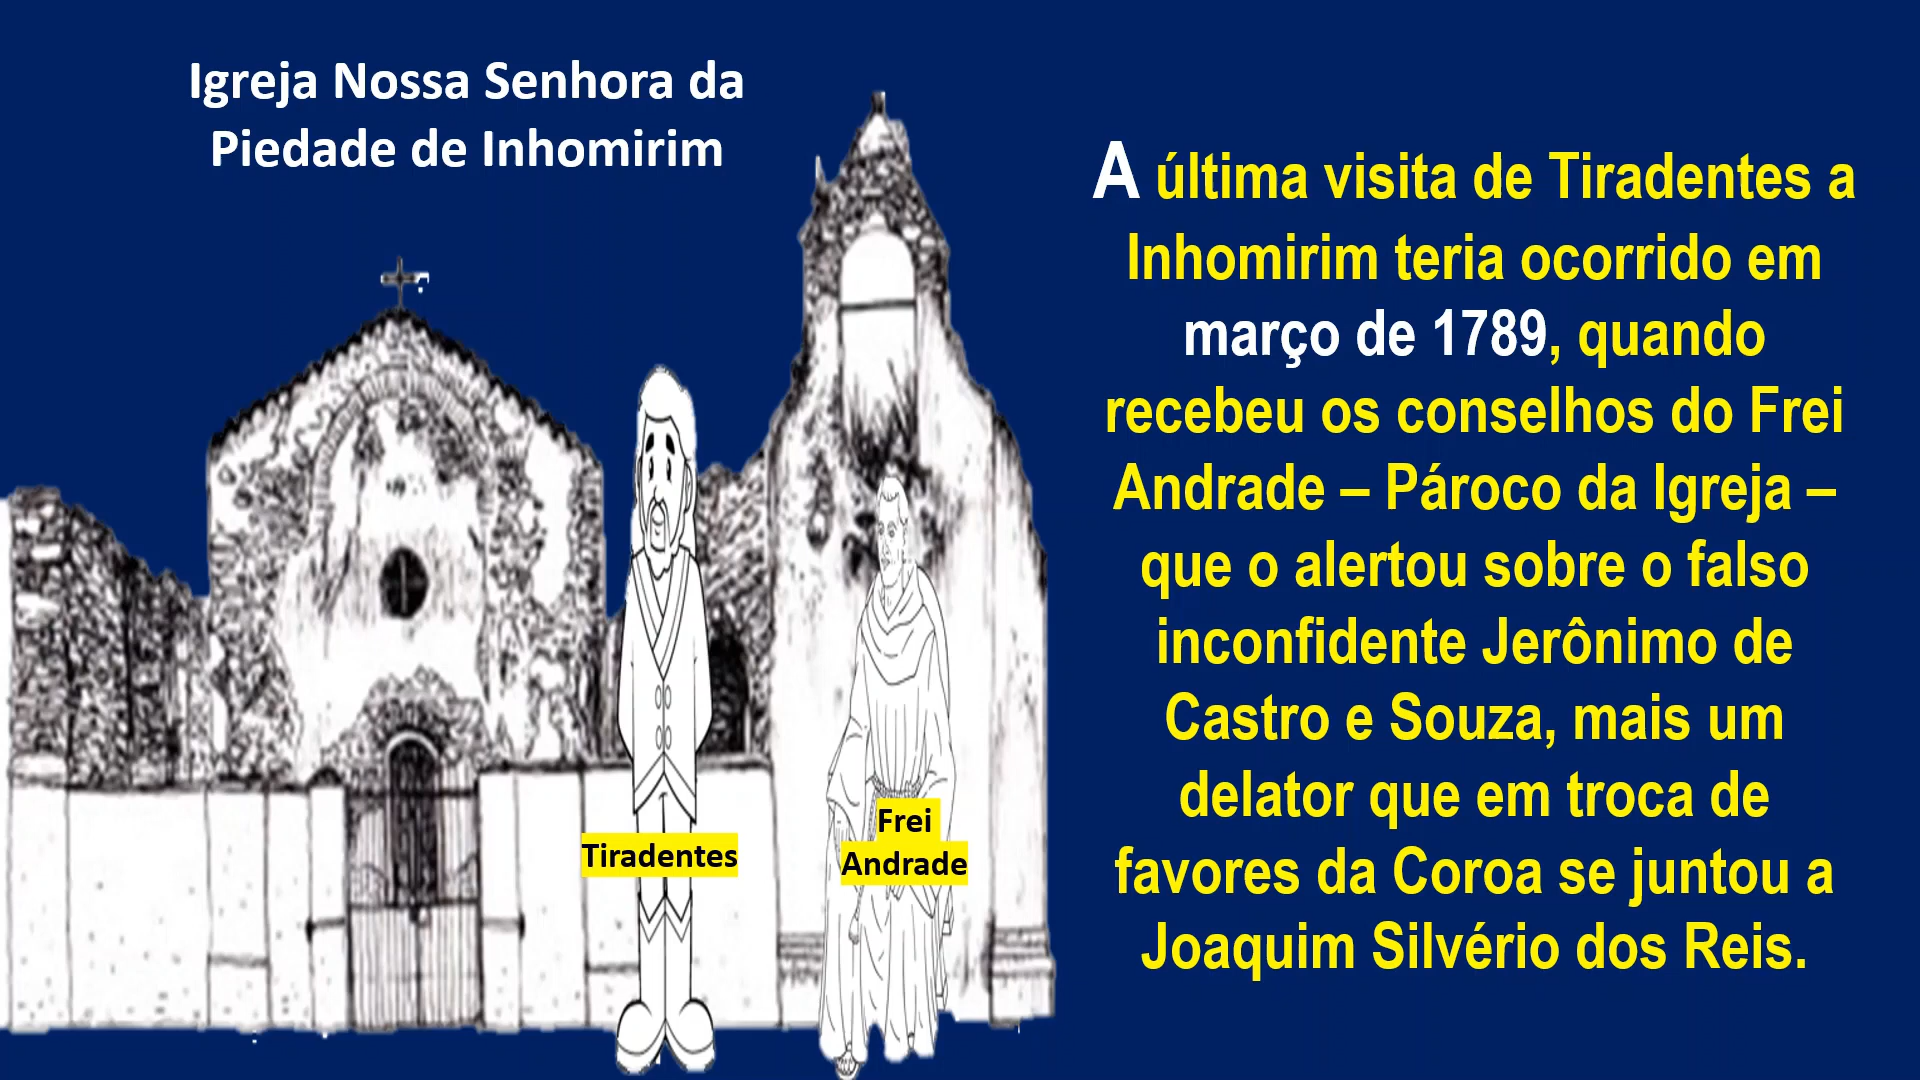 Igreja Nossa Senhora da
Piedade de Inhomirim
A última visita de Tiradentes a
Inhomirim teria ocorrido em
março de 1789, quando
recebeu os conselhos do Frei
Andrade – Pároco da Igreja –
que o alertou sobre o falso
inconfidente Jerônimo de
Castro e Souza, mais um
delator que em troca de
favores da Coroa se juntou a
Joaquim Silvério dos Reis.
Tiradentes
Frei
Andrade